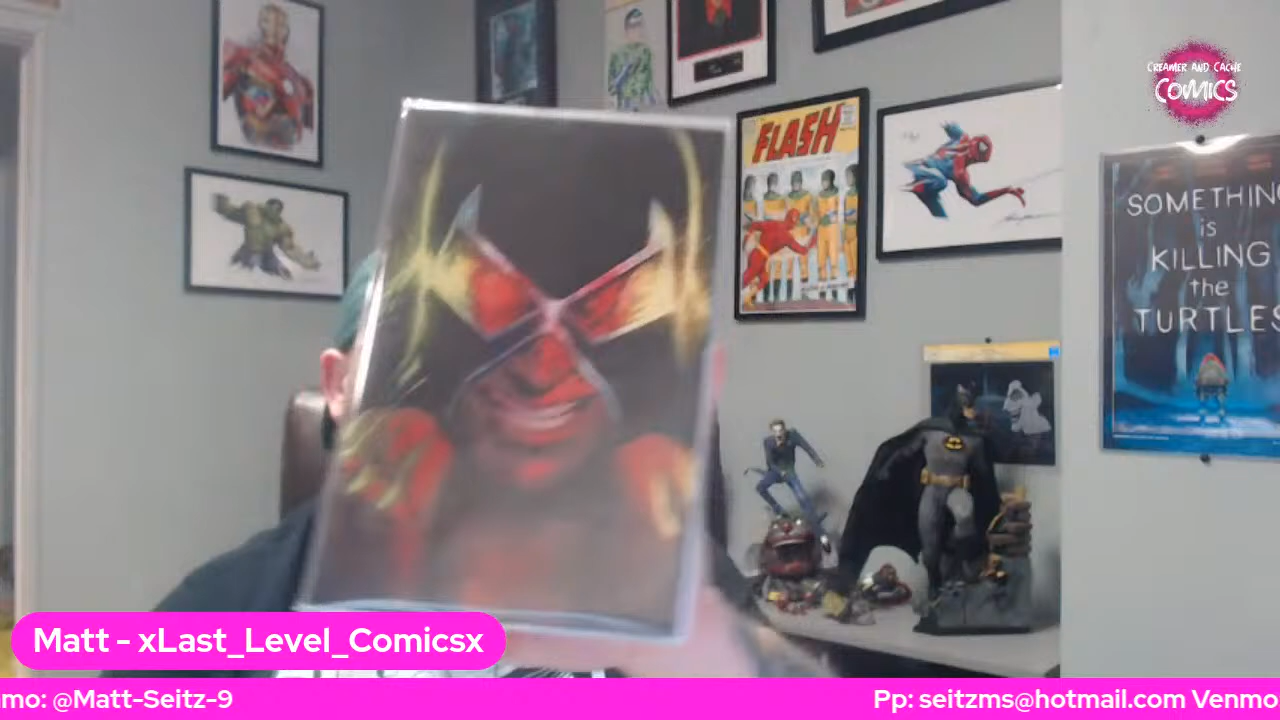 CREAMER AND CACHE
COMICS
FLASH
SOMETHING
is
KILLING
the
TURTLES
Matt - xLast_Level_Comicsx
mo: @Matt-Seitz-9
Pp: seitzms@hotmail.com Venmo